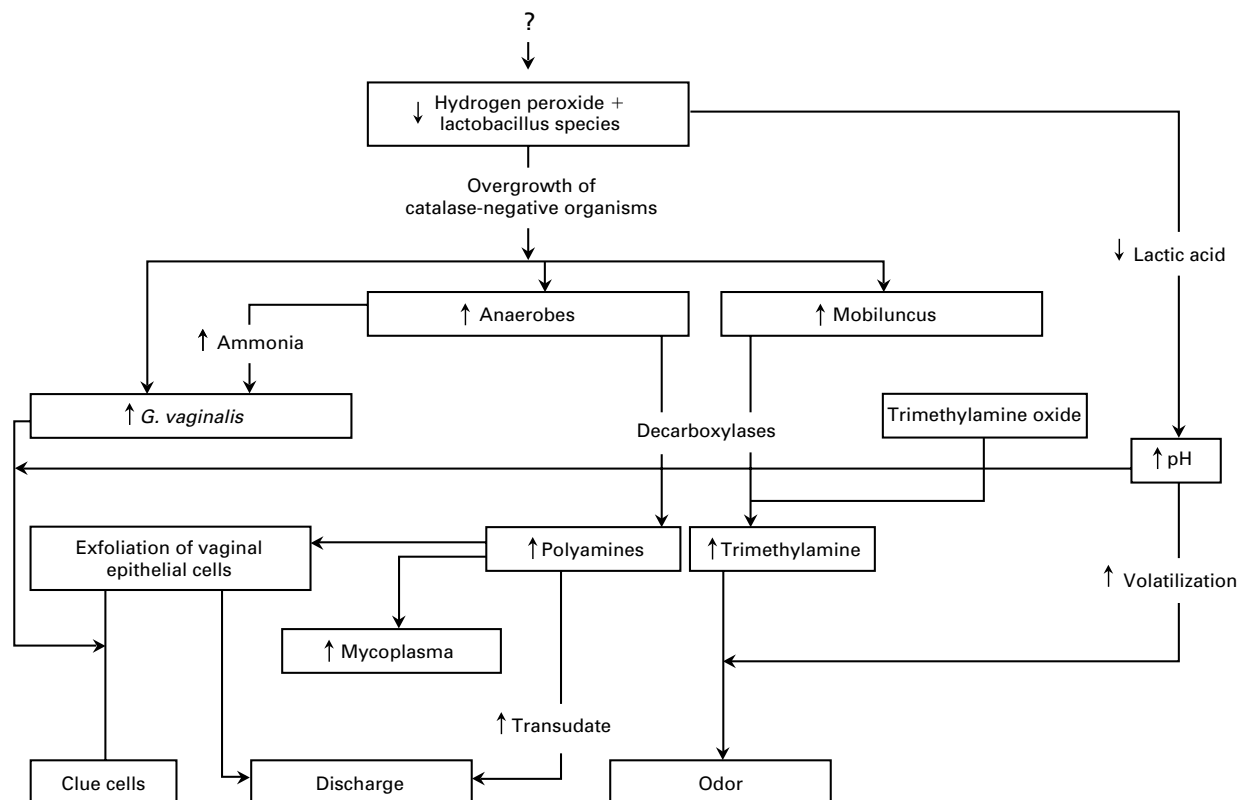 ?
↓ Hydrogen peroxide +
lactobacillus species
Overgrowth of
catalase-negative organisms
↓ Lactic acid
↑ Anaerobes
↑ Mobiluncus
↑ Ammonia
↑ G. vaginalis
Trimethylamine oxide
Decarboxylases
↑ pH
Exfoliation of vaginal
epithelial cells
↑ Polyamines
↑ Trimethylamine
↑ Volatilization
↑ Mycoplasma
↑ Transudate
Clue cells
Discharge
Odor